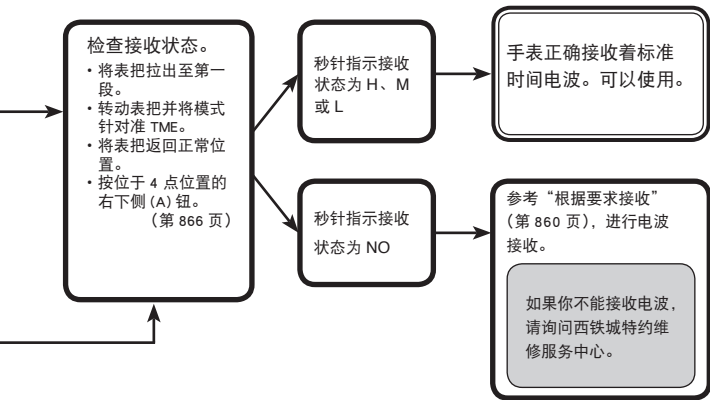 检查接收状态。
・将表把拉出至第一
段。
・转动表把并将模式
针对准 TME。
・将表把返回正常位
置。
・按位于 4 点位置的
右下侧 (A) 钮。
（第 866 页）
秒针指示接收
状态为 H、M
或 L
手表正确接收着标准
时间电波。可以使用。
秒针指示接收
状态为 NO
参考“根据要求接收”
（第 860 页），进行电波
接收。
如果你不能接收电波，
请询问西铁城特约维
修服务中心。